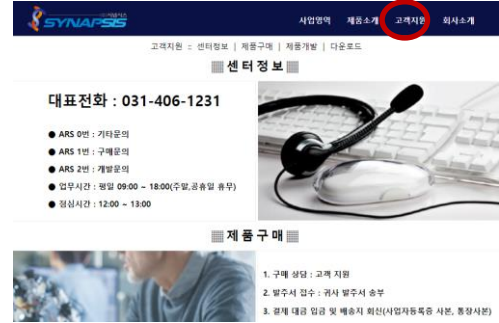 SYNAPSIS
사업영역 제품소개 고객지원 회사소개
고객지원 :: 센터정보 | 제품구매 | 제품개발 | 다운로드
▦센터정보▦
대표전화 : 031-406-1231
● ARS 0번 : 기타문의
● ARS 1번 : 구매문의
● ARS 2번 : 개발문의
● 업무시간 : 평일 09:00 ~ 18:00(주말,공휴일 휴무)
● 점심시간 : 12:00 ~ 13:00
▦제품구매▦
1. 구매 상담 : 고객 지원
2. 발주서 접수 : 귀사 발주서 송부
3. 결제 대금 입금 및 배송지 회신(사업자등록증 사본, 통장사본)